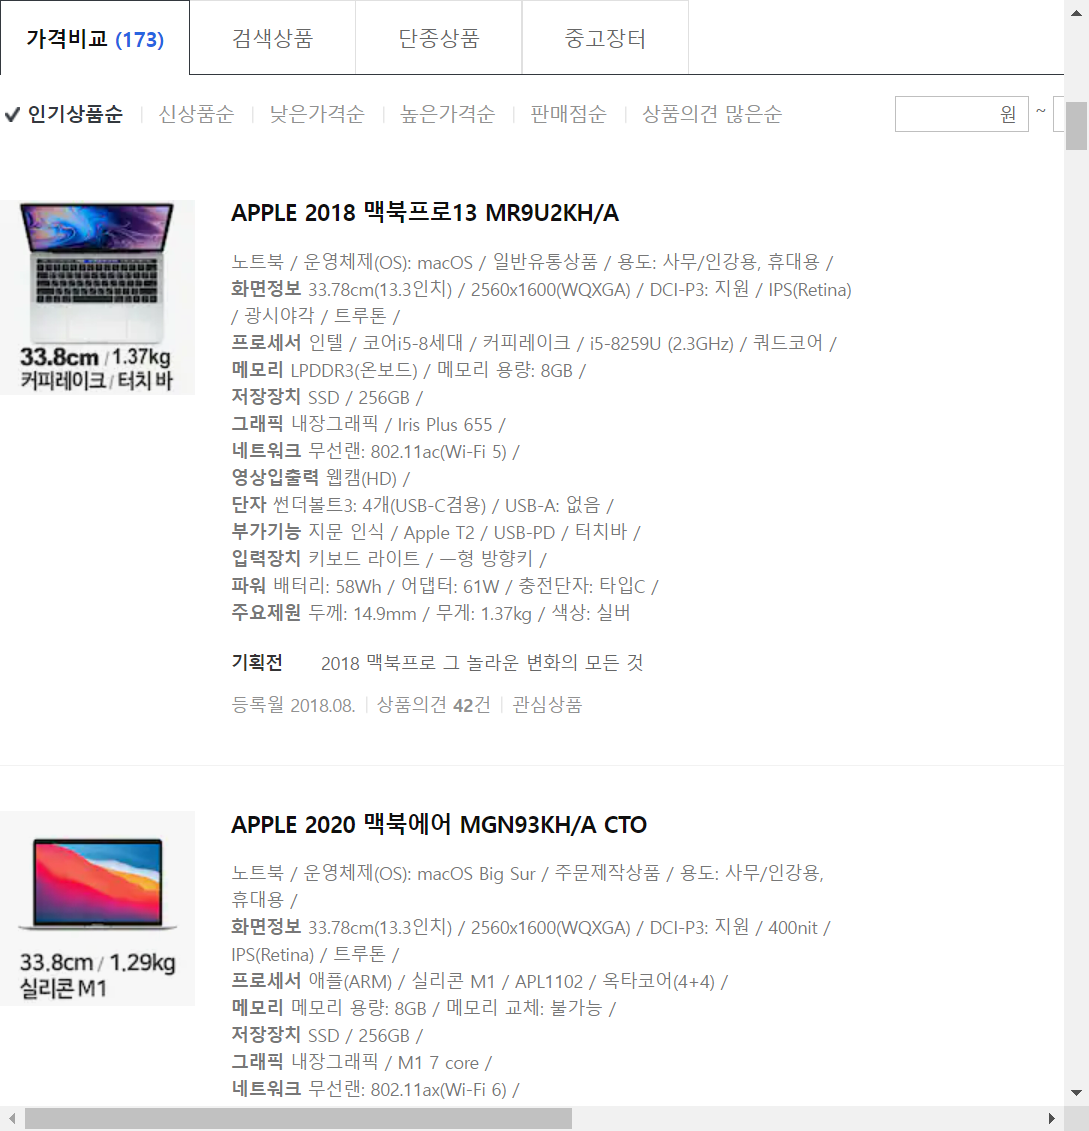 가격비교 (173) 검색상품 단종상품 중고장터
인기상품순 신상품순 낮은가격순 높은가격순 판매점순 상품의견 많은순 원 ~
APPLE 2018 맥북프로13 MR9U2KH/A
노트북 / 운영체제(OS): macOS / 일반유통상품 / 용도: 사무/인강용, 휴대용 /
화면정보 33.78cm(13.3인치) / 2560x1600(WQXGA) / DCI-P3: 지원 / IPS(Retina)
/ 광시야각 / 트루톤 /
프로세서 인텔 / 코어i5-8세대 / 커피레이크 / i5-8259U (2.3GHz) / 쿼드코어 /
메모리 LPDDR3(온보드) / 메모리 용량: 8GB /
저장장치 SSD / 256GB /
그래픽 내장그래픽 / Iris Plus 655 /
네트워크 무선랜: 802.11ac(Wi-Fi 5) /
영상입출력 웹캠(HD) /
단자 썬더볼트3: 4개(USB-C겸용) / USB-A: 없음 /
부가기능 지문 인식 / Apple T2 / USB-PD / 터치바 /
입력장치 키보드 라이트 / ㅡ형 방향키 /
파워 배터리: 58Wh / 어댑터: 61W / 충전단자: 타입C /
주요제원 두께: 14.9mm / 무게: 1.37kg / 색상: 실버
33.8cm / 1.37kg
커피레이크 / 터치 바
기획전 2018 맥북프로 그 놀라운 변화의 모든 것
등록월 2018.08. 상품의견 42건 관심상품
APPLE 2020 맥북에어 MGN93KH/A CTO
노트북 / 운영체제(OS): macOS Big Sur / 주문제작상품 / 용도: 사무/인강용,
휴대용 /
화면정보 33.78cm(13.3인치) / 2560x1600(WQXGA) / DCI-P3: 지원 / 400nit /
IPS(Retina) / 트루톤 /
프로세서 애플(ARM) / 실리콘 M1 / APL1102 / 옥타코어(4+4) /
메모리 메모리 용량: 8GB / 메모리 교체: 불가능 /
저장장치 SSD / 256GB /
그래픽 내장그래픽 / M1 7 core /
네트워크 무선랜: 802.11ax(Wi-Fi 6) /
33.8cm / 1.29kg
실리콘 M1